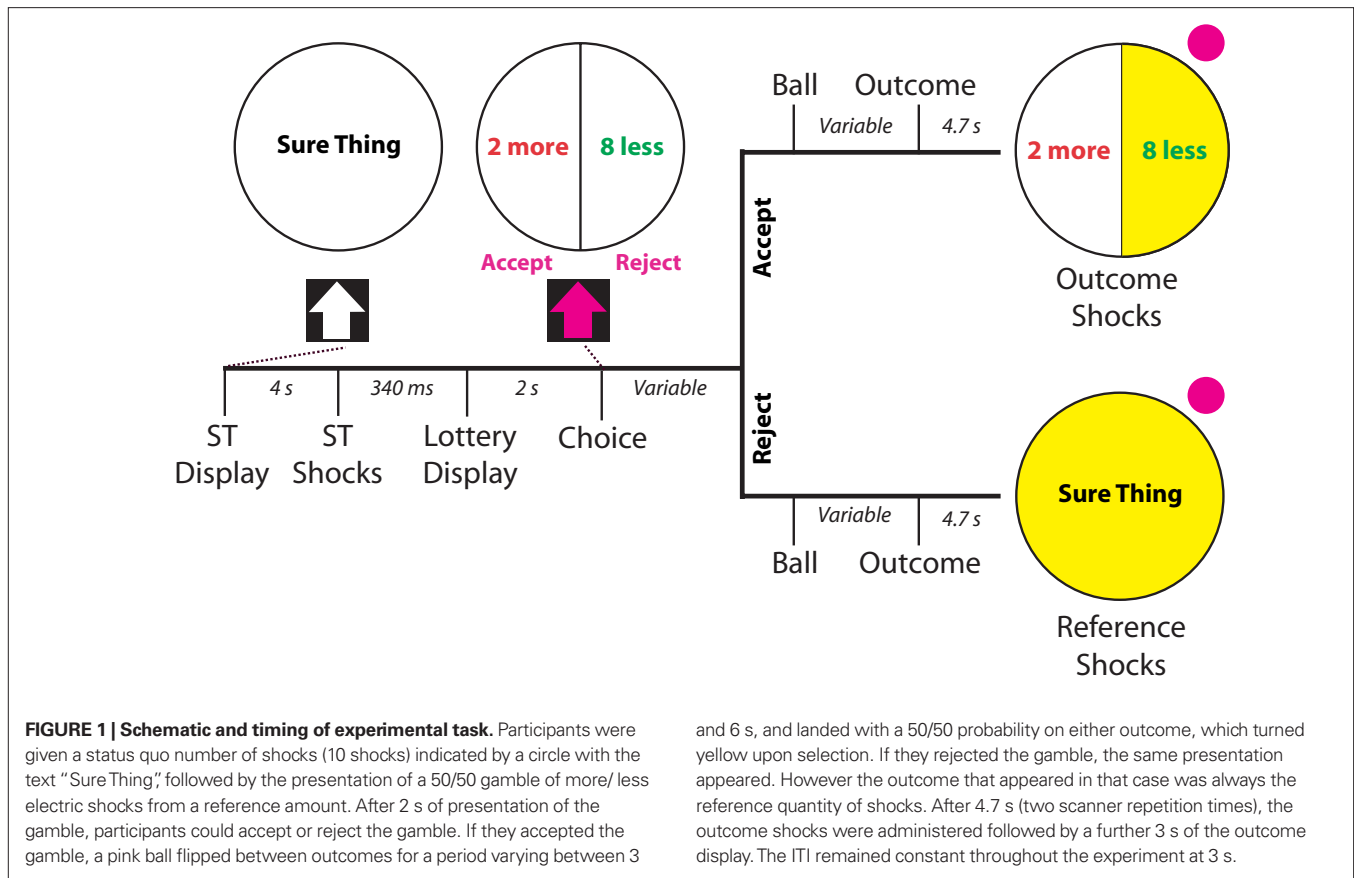 Sure Thing
2 more
8 less
Accept
Reject
4 s
340 ms
2 s
Variable
ST
Display
ST
Shocks
Lottery
Display
Choice
Accept
Reject
Ball
Outcome
Variable
4.7 s
2 more
8 less
Outcome
Shocks
Variable
4.7 s
Ball
Outcome
Sure Thing
Reference
Shocks
FIGURE 1 | Schematic and timing of experimental task. Participants were
given a status quo number of shocks (10 shocks) indicated by a circle with the
text “Sure Thing”, followed by the presentation of a 50/50 gamble of more/ less
electric shocks from a reference amount. After 2 s of presentation of the
gamble, participants could accept or reject the gamble. If they accepted the
gamble, a pink ball flipped between outcomes for a period varying between 3
and 6 s, and landed with a 50/50 probability on either outcome, which turned
yellow upon selection. If they rejected the gamble, the same presentation
appeared. However the outcome that appeared in that case was always the
reference quantity of shocks. After 4.7 s (two scanner repetition times), the
outcome shocks were administered followed by a further 3 s of the outcome
display. The ITI remained constant throughout the experiment at 3 s.